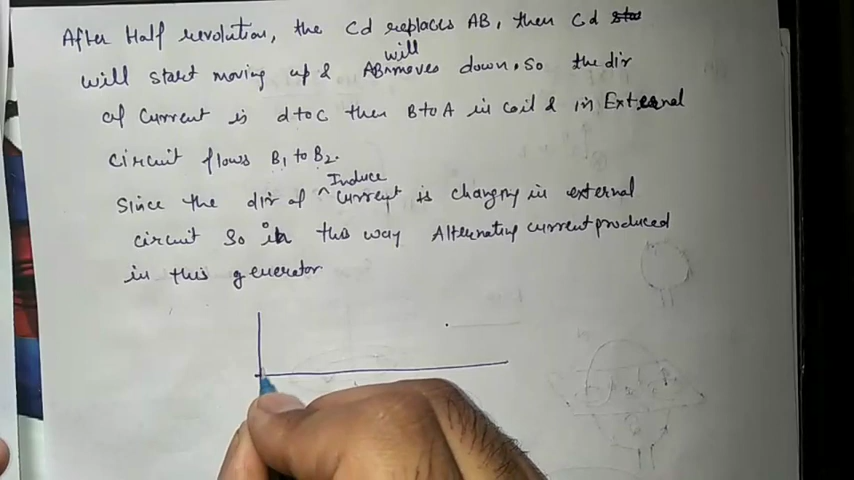 After Half revolution, the Cd replaces AB, then Cd
will start moving up & AB will moves down, so the dir
of Current is d to C then B to A in coil & in External
circuit flows B1 to B2.
Since the dir of Induce current is changing in external
circuit So in this way Alternating current produced
in this generator